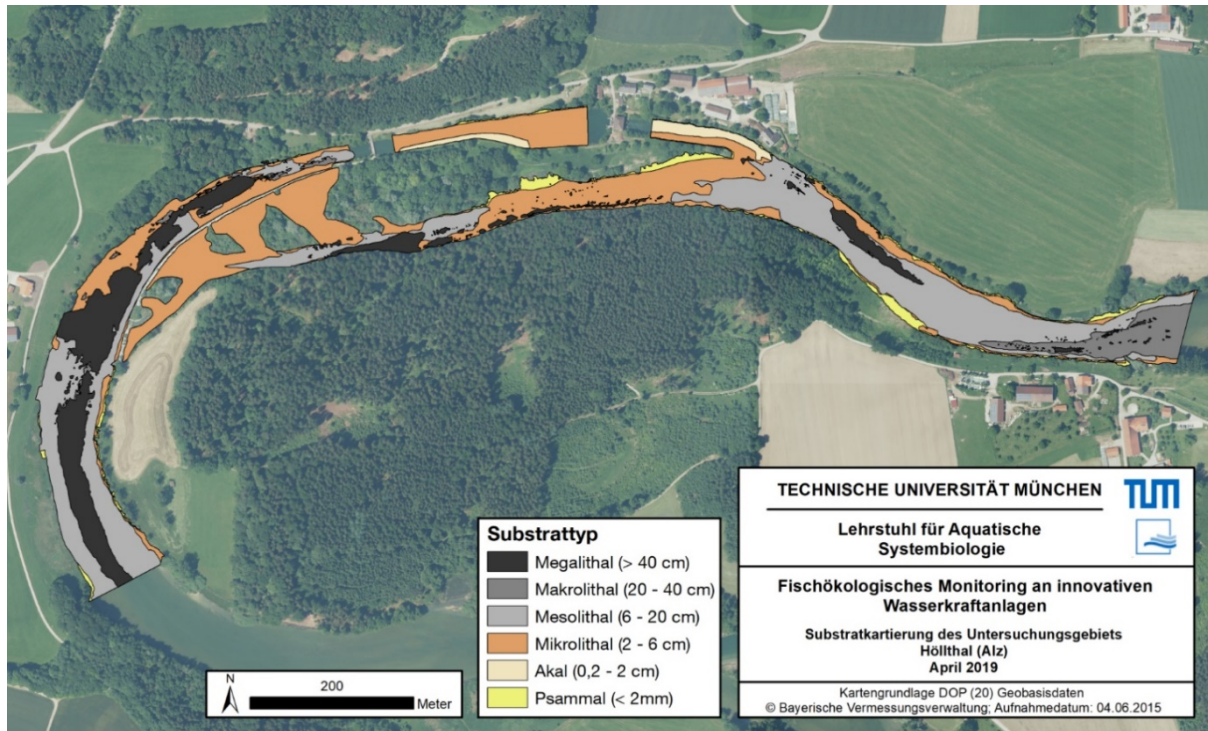 Substrattyp
Megalithal (> 40 cm)
Makrolithal (20 - 40 cm)
Mesolithal (6 - 20 cm)
Mikrolithal (2 - 6 cm)
Akal (0,2 - 2 cm)
Psammal (< 2mm)
N
200
Meter
TECHNISCHE UNIVERSITÄT MÜNCHEN
TUM
Lehrstuhl für Aquatische
Systembiologie
Fischökologisches Monitoring an innovativen
Wasserkraftanlagen
Substratkartierung des Untersuchungsgebiets
Höllthal (Alz)
April 2019
Kartengrundlage DOP (20) Geobasisdaten
© Bayerische Vermessungsverwaltung; Aufnahmedatum: 04.06.2015